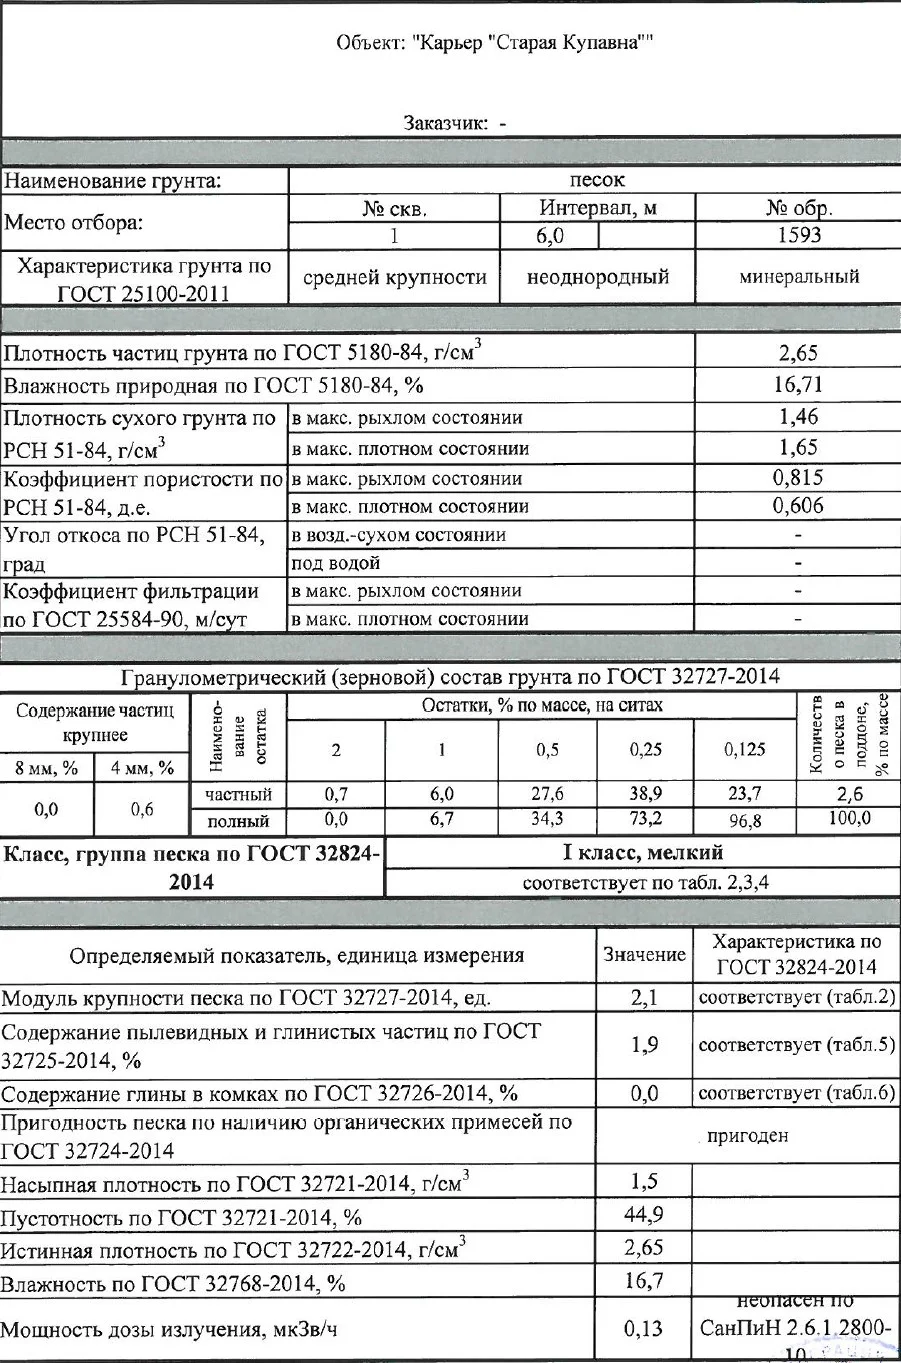 Объект: "Карьер "Старая Купавна""
Заказчик: -
Наименование грунта: песок
Место отбора: № скв. Интервал, м № обр.
1 6,0 1593
Характеристика грунта по
ГОСТ 25100-2011
средней крупности неоднородный минеральный
Плотность частиц грунта по ГОСТ 5180-84, г/см³ 2,65
Влажность природная по ГОСТ 5180-84, % 16,71
Плотность сухого грунта по
РСН 51-84, г/см³
в макс. рыхлом состоянии 1,46
в макс. плотном состоянии 1,65
Коэффициент пористости по
РСН 51-84, д.е.
в макс. рыхлом состоянии 0,815
в макс. плотном состоянии 0,606
Угол откоса по РСН 51-84,
град
в возд.-сухом состоянии -
под водой -
Коэффициент фильтрации
по ГОСТ 25584-90, м/сут
в макс. рыхлом состоянии -
в макс. плотном состоянии -
Гранулометрический (зерновой) состав грунта по ГОСТ 32727-2014
Содержание частиц
крупнее
8 мм, % 4 мм, %
Наимено-
вание
остатка
Остатки, % по массе, на ситах
2 1 0,5 0,25 0,125
Количеств
о песка в
поддоне,
% по массе
0,0 0,6
частный 0,7 6,0 27,6 38,9 23,7 2,6
полный 0,0 6,7 34,3 73,2 96,8 100,0
Класс, группа песка по ГОСТ 32824-
2014
I класс, мелкий
соответствует по табл. 2,3,4
Определяемый показатель, единица измерения Значение
Характеристика по
ГОСТ 32824-2014
Модуль крупности песка по ГОСТ 32727-2014, ед. 2,1 соответствует (табл.2)
Содержание пылевидных и глинистых частиц по ГОСТ
32725-2014, %
1,9 соответствует (табл.5)
Содержание глины в комках по ГОСТ 32726-2014, % 0,0 соответствует (табл.6)
Пригодность песка по наличию органических примесей по
ГОСТ 32724-2014
пригоден
Насыпная плотность по ГОСТ 32721-2014, г/см³ 1,5
Пустотность по ГОСТ 32721-2014, % 44,9
Истинная плотность по ГОСТ 32722-2014, г/см³ 2,65
Влажность по ГОСТ 32768-2014, % 16,7
Мощность дозы излучения, мкЗв/ч 0,13
неопасен по
СанПиН 2.6.1.2800-
10